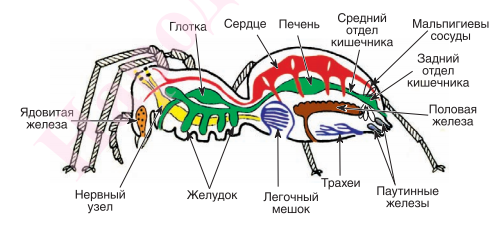 Глотка
Сердце
Печень
Средний
отдел
кишечника
Мальпигиевы
сосуды
Задний
отдел
кишечника
Ядовитая
железа
Половая
железа
Нервный
узел
Желудок
Легочный
мешок
Трахеи
Паутинные
железы